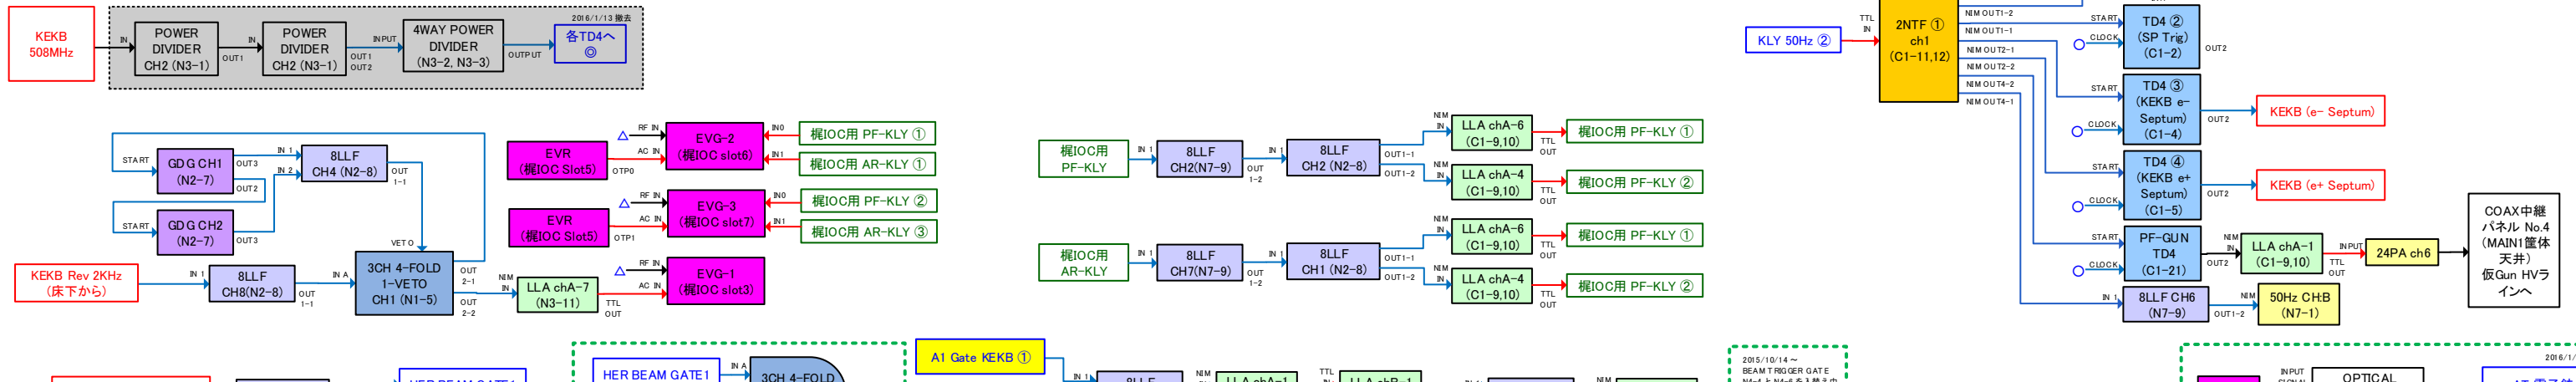 KEKB
508MHz
2016/1/13 撤去
IN
POWER
DIVIDER
CH2 (N3-1)
OUT1
IN
POWER
DIVIDER
CH2 (N3-1)
OUT1
OUT2
INPUT
4WAY POWER
DIVIDER
(N3-2, N3-3)
OUTPUT
各TD4へ
◎
START
GDG CH1
(N2-7)
OUT3
OUT2
START
GDG CH2
(N2-7)
OUT3
IN 1
IN 2
8LLF
CH4 (N2-8)
OUT
1-1
VETO
KEKB Rev 2KHz
(床下から)
IN 1
8LLF
CH8(N2-8)
OUT
1-1
IN A
3CH 4-FOLD
1-VETO
CH1 (N1-5)
OUT
2-1
OUT
2-2
NIM
IN
LLA chA-7
(N3-11)
TTL
OUT
EVR
(梶IOC Slot5)
OTP0
RF IN
AC IN
EVG-2
(梶IOC slot6)
IN0
IN1
梶IOC用 PF-KLY ①
梶IOC用 AR-KLY ①
EVR
(梶IOC Slot5)
OTP1
RF IN
AC IN
EVG-3
(梶IOC slot7)
IN0
IN1
梶IOC用 PF-KLY ②
梶IOC用 AR-KLY ③
RF IN
AC IN
EVG-1
(梶IOC slot3)
梶IOC用
PF-KLY
IN 1
8LLF
CH2(N7-9)
OUT
1-2
IN 1
8LLF
CH2 (N2-8)
OUT1-1
OUT1-2
NIM
IN
LLA chA-6
(C1-9,10)
TTL
OUT
梶IOC用 PF-KLY ①
NIM
IN
LLA chA-4
(C1-9,10)
TTL
OUT
梶IOC用 PF-KLY ②
梶IOC用
AR-KLY
IN 1
8LLF
CH7(N7-9)
OUT
1-2
IN 1
8LLF
CH1 (N2-8)
OUT1-1
OUT1-2
NIM
IN
LLA chA-6
(C1-9,10)
TTL
OUT
梶IOC用 PF-KLY ①
NIM
IN
LLA chA-4
(C1-9,10)
TTL
OUT
梶IOC用 PF-KLY ②
KLY 50Hz ②
TTL
IN
2NTF ①
ch1
(C1-11,12)
NIM OUT1-2
NIM OUT1-1
NIM OUT2-1
NIM OUT2-2
NIM OUT4-2
NIM OUT4-1
START
CLOCK
TD4 ②
(SP Trig)
(C1-2)
OUT2
START
CLOCK
TD4 ③
(KEKB e-
Septum)
(C1-4)
OUT2
KEKB (e- Septum)
START
CLOCK
TD4 ④
(KEKB e+
Septum)
(C1-5)
OUT2
KEKB (e+ Septum)
START
CLOCK
PF-GUN
TD4
(C1-21)
OUT2
NIM
IN
LLA chA-1
(C1-9,10)
TTL
OUT
INPUT
24PA ch6
COAX中継
パネル No.4
(MAIN1筐体
天井)
仮Gun HVラ
インへ
IN 1
8LLF CH6
(N7-9)
OUT1-2
NIM
50Hz CH:B
(N7-1)
HER BEAM GATE1
IN A
3CH 4-FOLD
A1 Gate KEKB ①
IN 1
8LLF
NIM
LLA chA-1
TTL
LLA chB-1
NIM
2015/10/14 ～
BEAM TRIGGER GATE
INPUT
OPTICAL
2016/1/